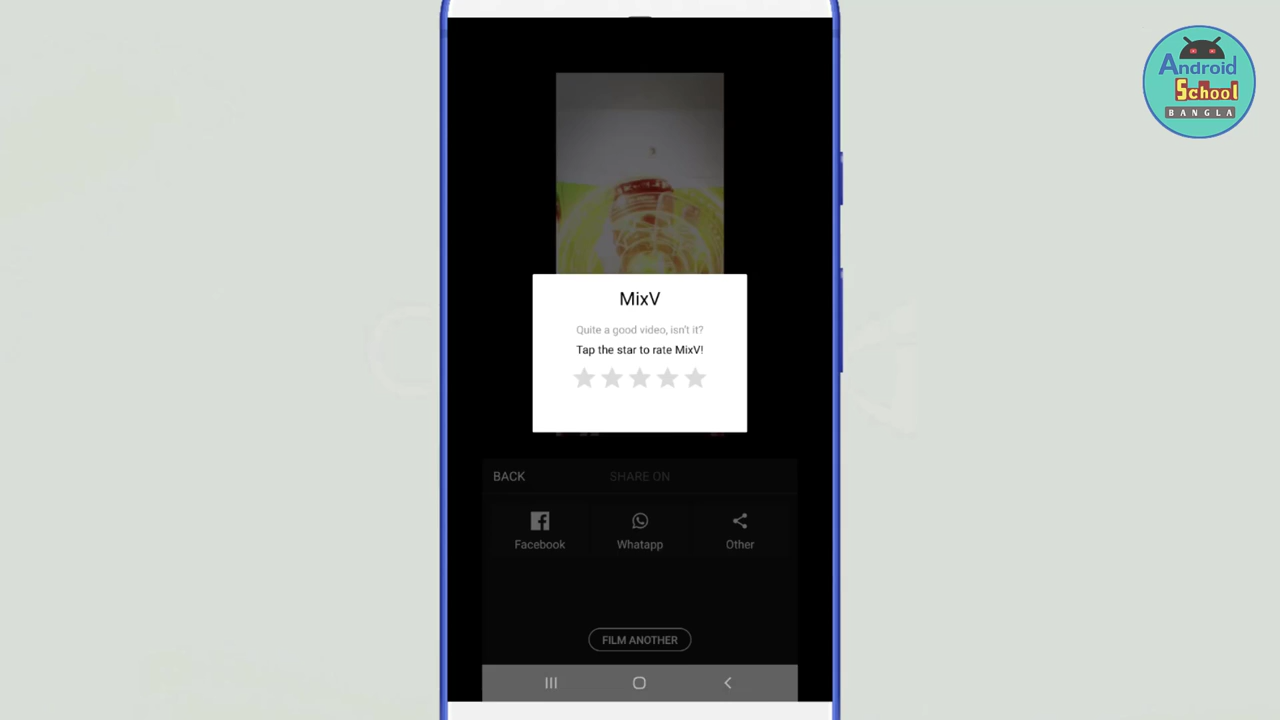 Android
School
BANGLA
MixV
Quite a good video, isn't it?
Tap the star to rate MixV!
BACK
SHARE ON
Facebook
Whatapp
Other
FILM ANOTHER